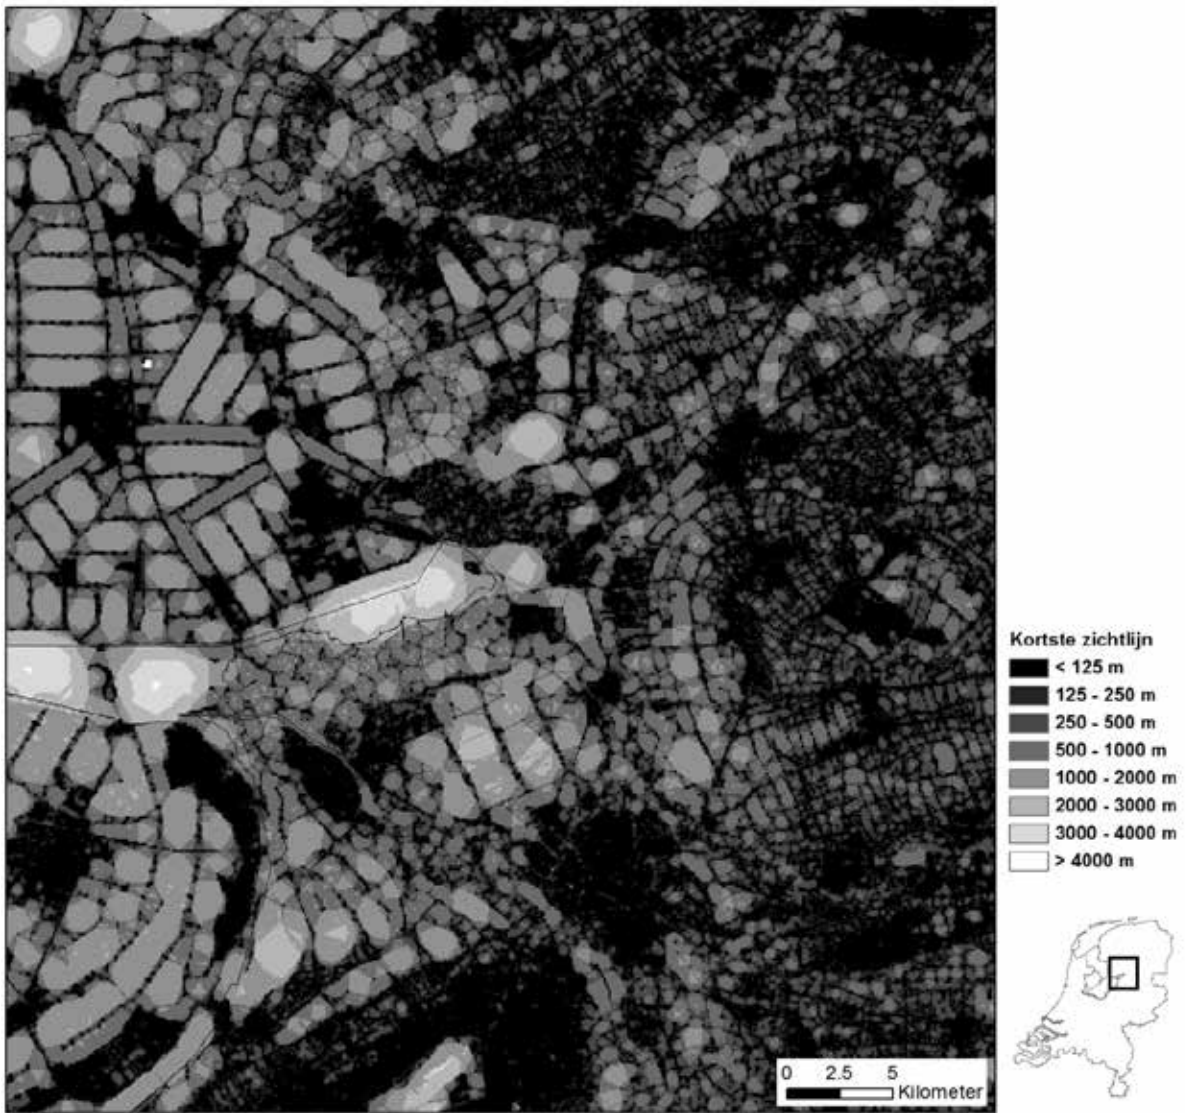 Kortste zichtlijn
< 125 m
125 - 250 m
250 - 500 m
500 - 1000 m
1000 - 2000 m
2000 - 3000 m
3000 - 4000 m
> 4000 m
0 2.5 5
Kilometer